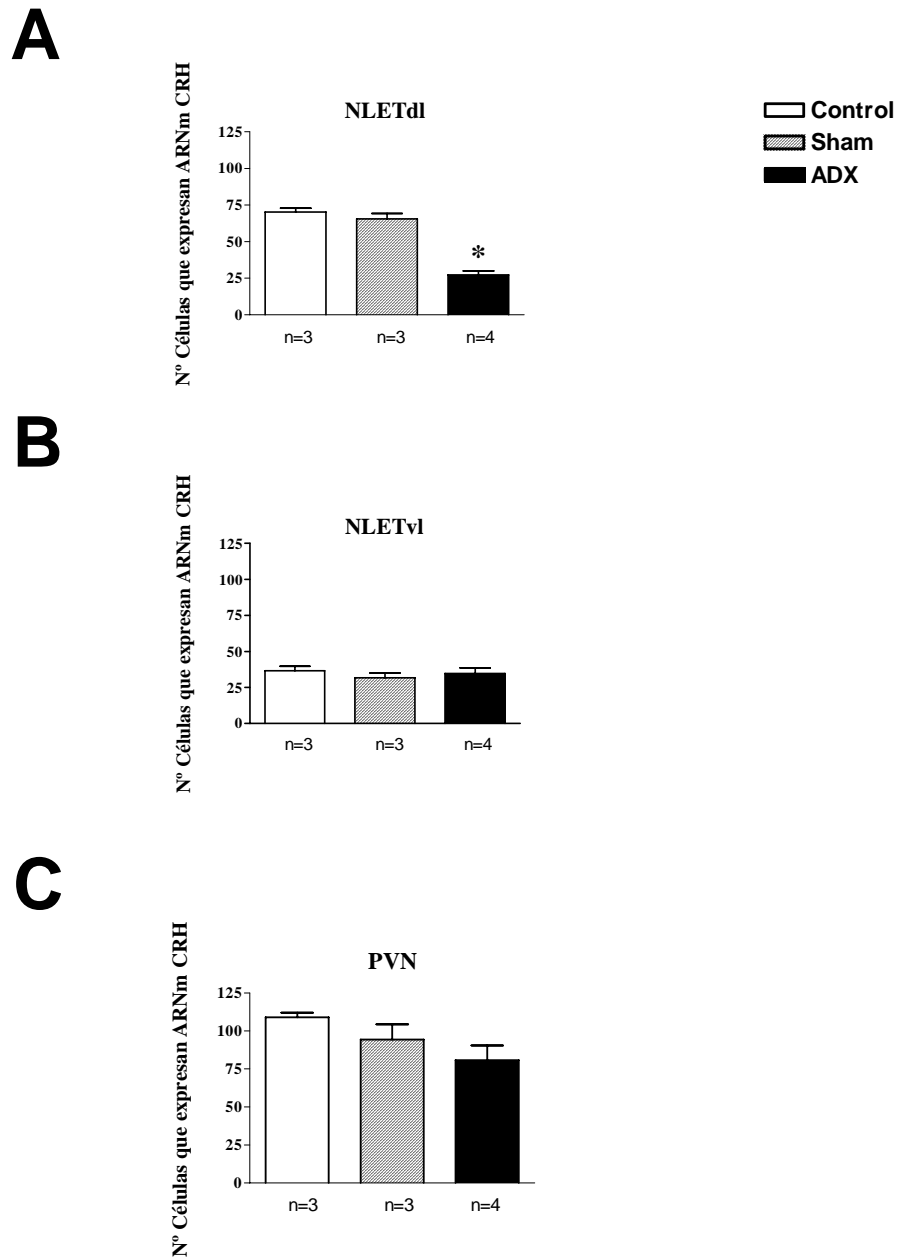 A
Nº Células que expresan ARNm CRH
NLETdl
125
100
75
50
25
0
*
n=3
n=3
n=4
Control
Sham
ADX
B
Nº Células que expresan ARNm CRH
NLETvl
125
100
75
50
25
0
n=3
n=3
n=4
C
Nº Células que expresan ARNm CRH
PVN
125
100
75
50
25
0
n=3
n=3
n=4